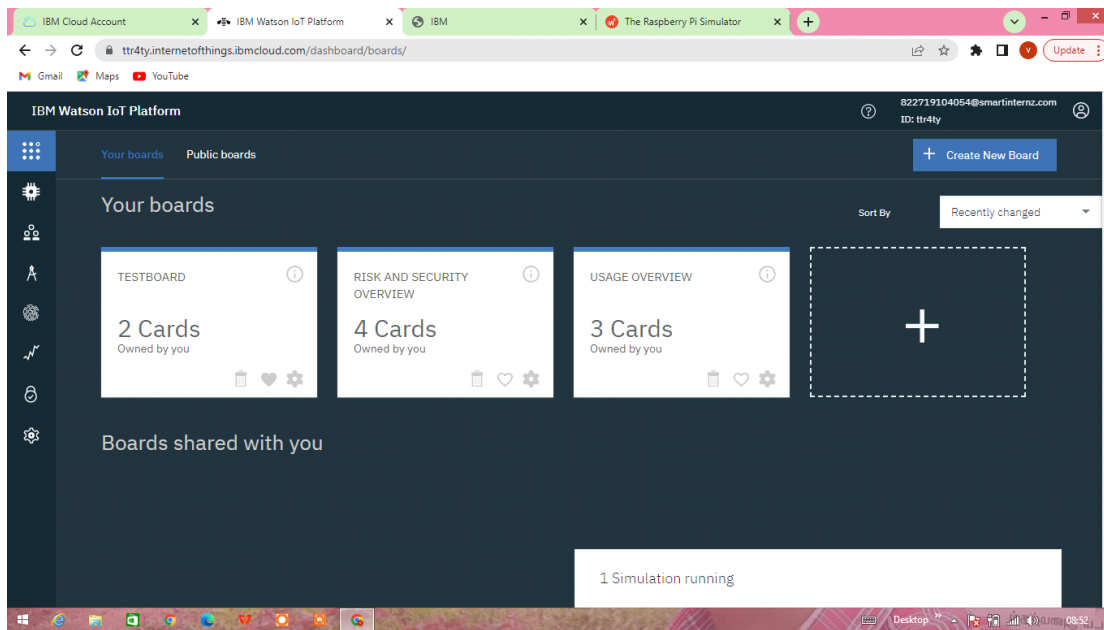 IBM Cloud Account
IBM Watson IoT Platform
IBM
The Raspberry Pi Simulator
ttr4ty.internetofthings.ibmcloud.com/dashboard/boards/
V
Update
Gmail
Maps
YouTube
IBM Watson IoT Platform
822719104054@smartinternz.com
ID: ttr4ty
Your boards
Public boards
Create New Board
Your boards
Sort By
Recently changed
TESTBOARD
2 Cards
Owned by you
RISK AND SECURITY
OVERVIEW
4 Cards
Owned by you
USAGE OVERVIEW
3 Cards
Owned by you
Boards shared with you
1 Simulation running
Desktop
08:52